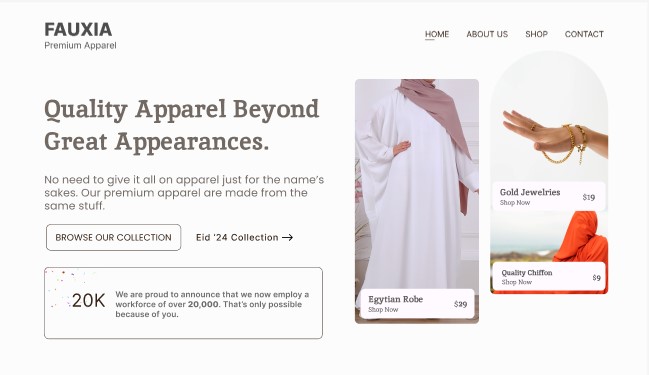 FAUXIA
Premium Apparel
HOME
ABOUT US
SHOP
CONTACT
Quality Apparel Beyond
Great Appearances.
No need to give it all on apparel just for the name's
sakes. Our premium apparel are made from the
same stuff.
BROWSE OUR COLLECTION
Eid '24 Collection
20K
We are proud to announce that we now employ a
workforce of over 20,000. That's only possible
because of you.
Egytian Robe
Shop Now
$29
Gold Jewelries
Shop Now
$19
Quality Chiffon
Shop Now
$9